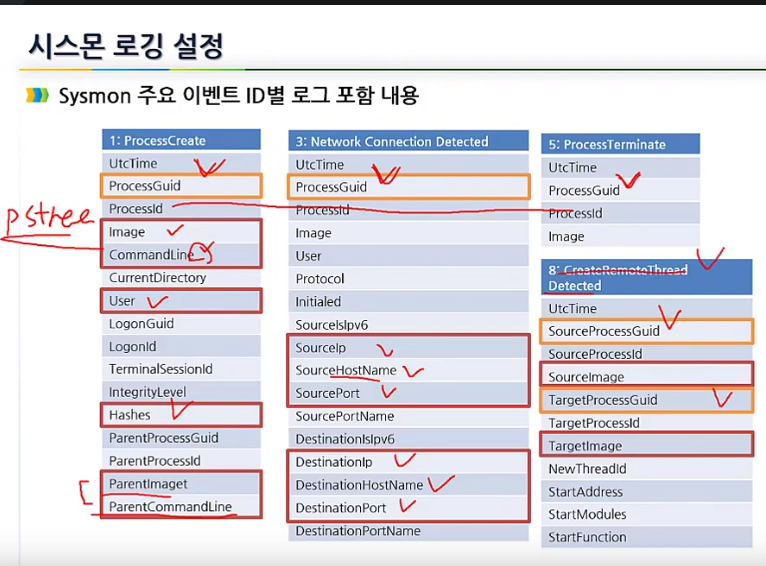 시스몬 로깅 설정
Sysmon 주요 이벤트 ID별 로그 포함 내용
1: ProcessCreate
UtcTime
ProcessGuid
ProcessId
Image
CommandLine
CurrentDirectory
User
LogonGuid
LogonId
TerminalSessionId
IntegrityLevel
Hashes
ParentProcessGuid
ParentProcessId
ParentImaget
ParentCommandLine
pstree
3: Network Connection Detected
UtcTime
ProcessGuid
ProcessId
Image
User
Protocol
Initialed
SourceIsIpv6
SourceIp
SourceHostName
SourcePort
SourcePortName
DestinationIsIpv6
DestinationIp
DestinationHostName
DestinationPort
DestinationPortName
5: ProcessTerminate
UtcTime
ProcessGuid
ProcessId
Image
8: CreateRemoteThread
Detected
UtcTime
SourceProcessGuid
SourceProcessId
SourceImage
TargetProcessGuid
TargetProcessId
TargetImage
NewThreadId
StartAddress
StartModules
StartFunction